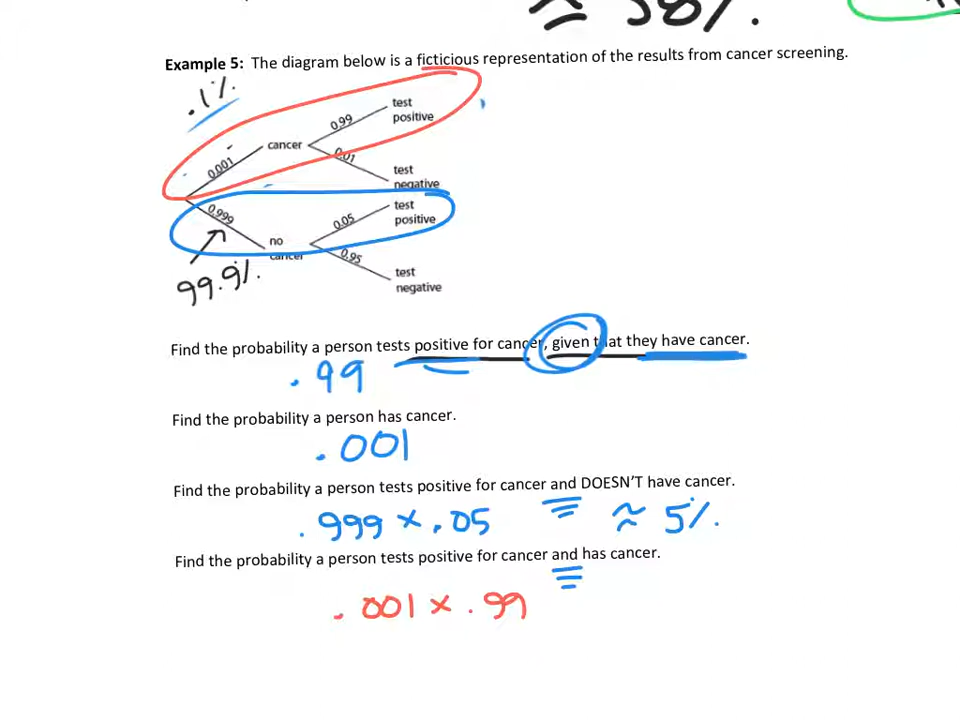 ≈ 38%.
Example 5: The diagram below is a ficticious representation of the results from cancer screening.
.1%
test
positive
0.99
cancer
0.001
0.01
test
negative
test
positive
0.999
0.05
no
cancer
0.95
99.9%.
test
negative
Find the probability a person tests positive for cancer, given that they have cancer.
.99
Find the probability a person has cancer.
.001
Find the probability a person tests positive for cancer and DOESN'T have cancer.
.999 × .05 ≈ 5%.
Find the probability a person tests positive for cancer and has cancer.
.001 × .99